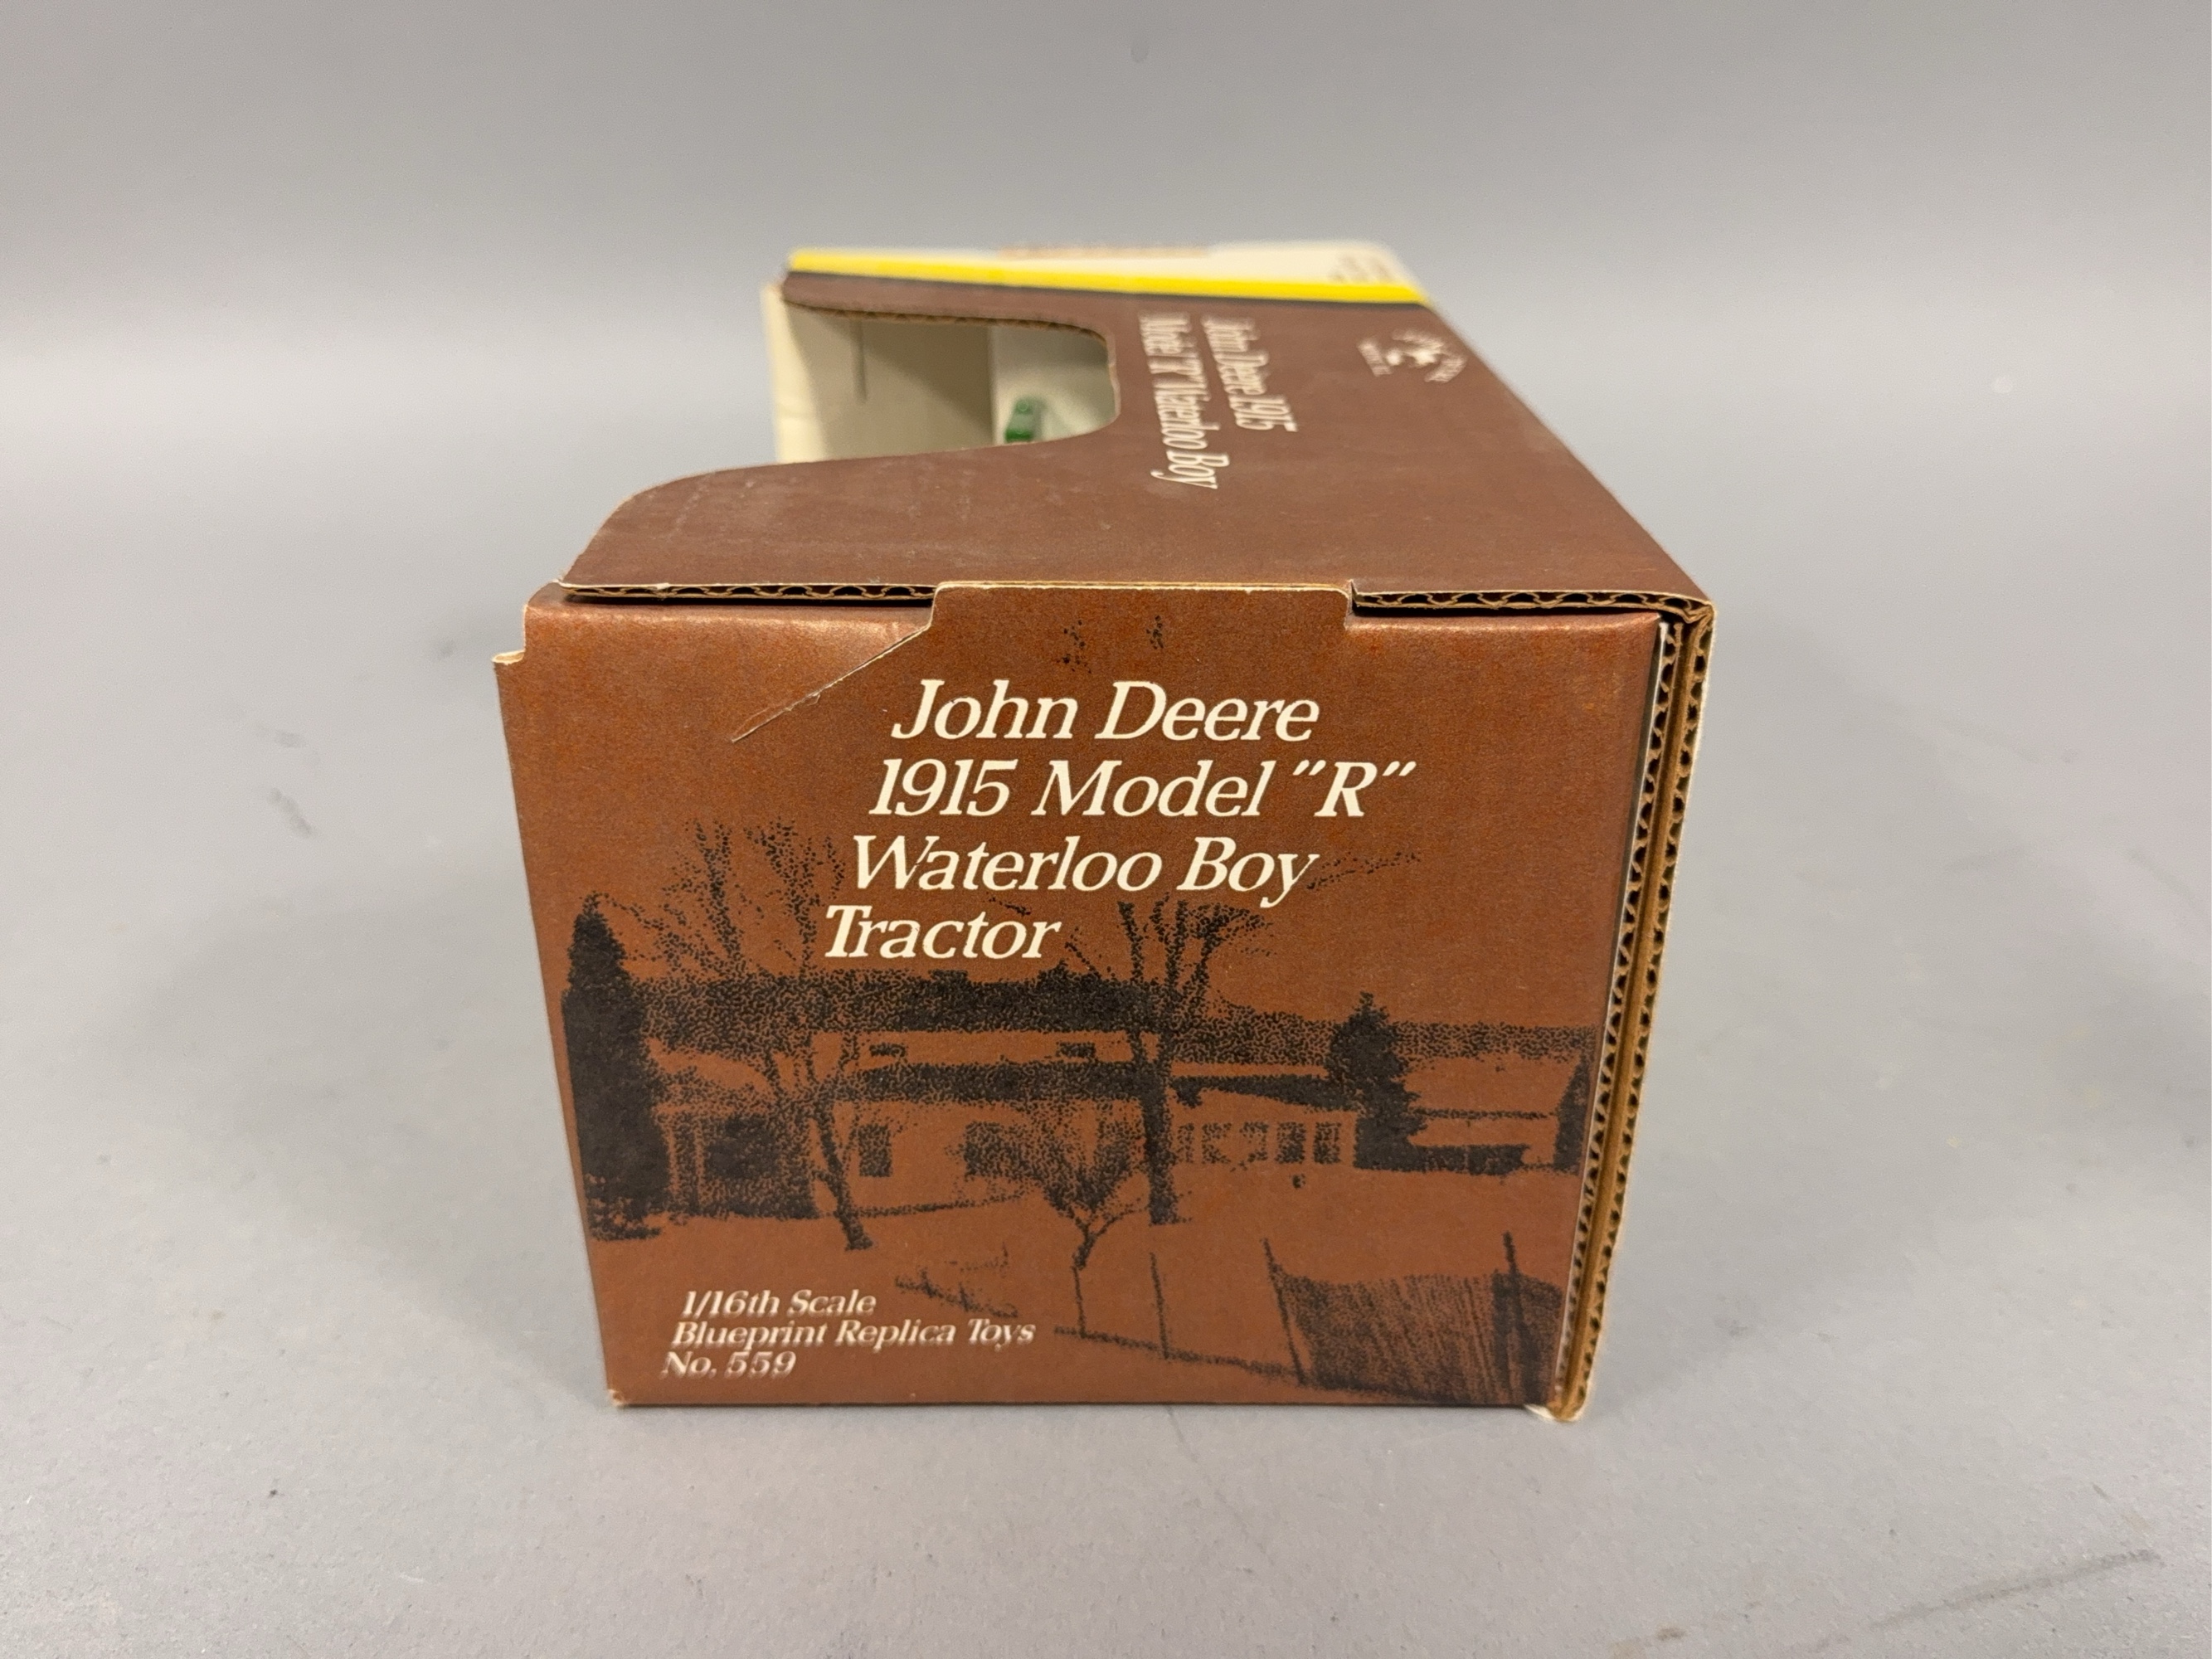 John Deere
1915 Model "R"
Waterloo Boy
Tractor
1/16th Scale
Blueprint Replica Toys
No. 559
John Deere 1915
Model "R" Waterloo Boy